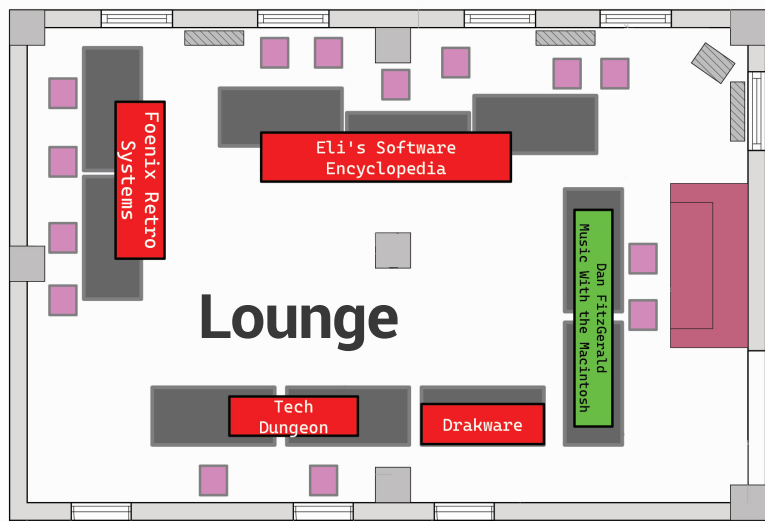 Foenix Retro
Systems
Eli's Software
Encyclopedia
Dan FitzGerald
Music With the Macintosh
Lounge
Tech
Dungeon
Drakware